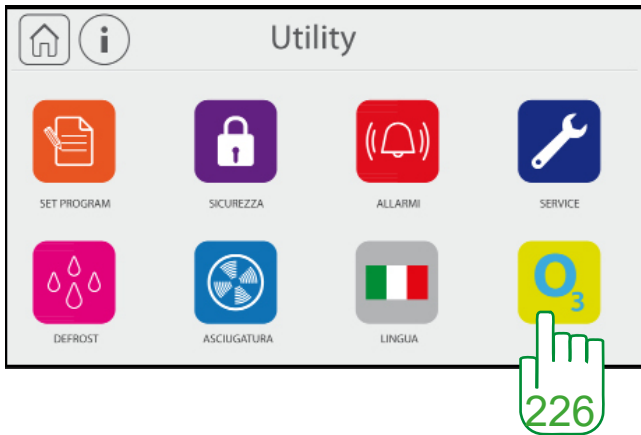 i Utility
SET PROGRAM SICUREZZA ALLARMI SERVICE
O3
DEFROST ASCIUGATURA LINGUA
226